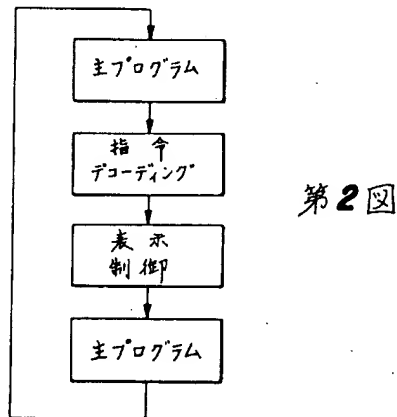 主プログラム
指令
デコーディング
第2図
表示
制御
主プログラム